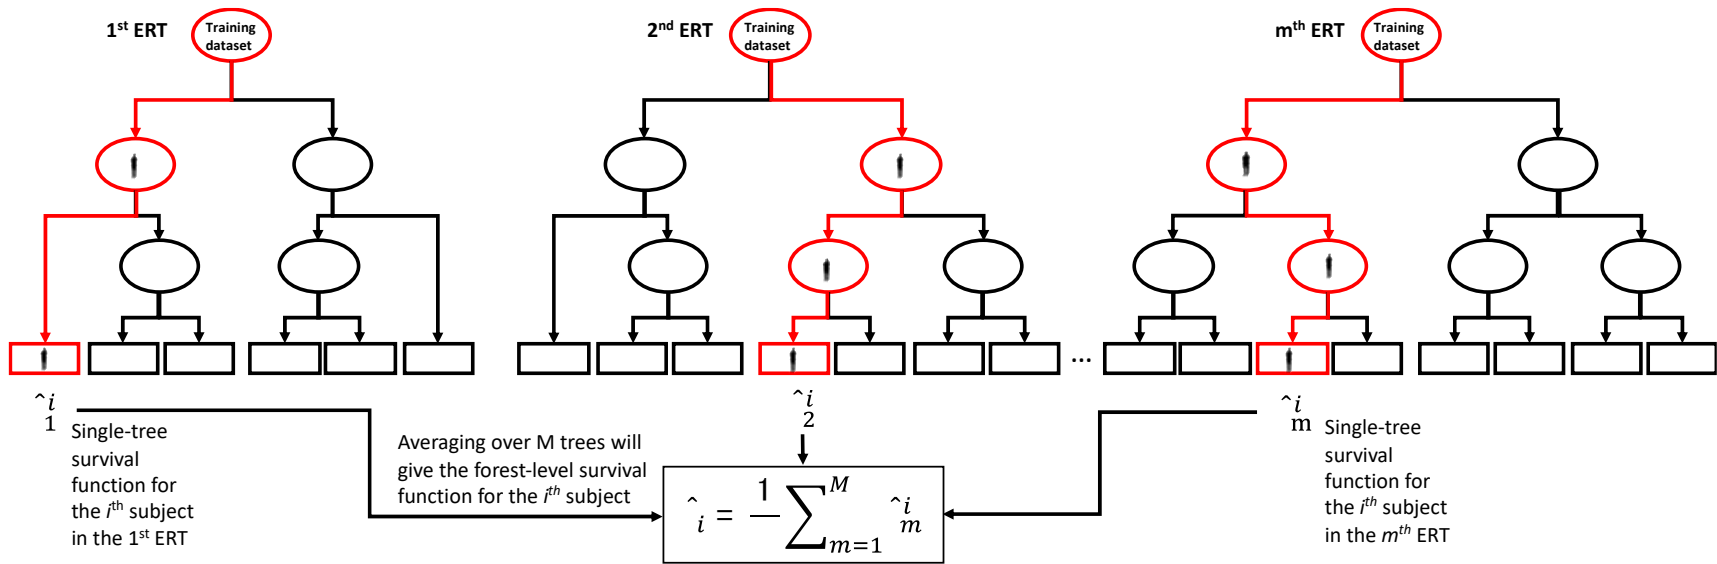 1st ERT
Training
dataset
2nd ERT
Training
dataset
mth ERT
Training
dataset
...
^i
1
^i
2
^i
m
Single-tree
survival
function for
the ith subject
in the 1st ERT
Averaging over M trees will
give the forest-level survival
function for the ith subject
^i = 1 ∑ M m=1 ^i m
Single-tree
survival
function for
the ith subject
in the mth ERT